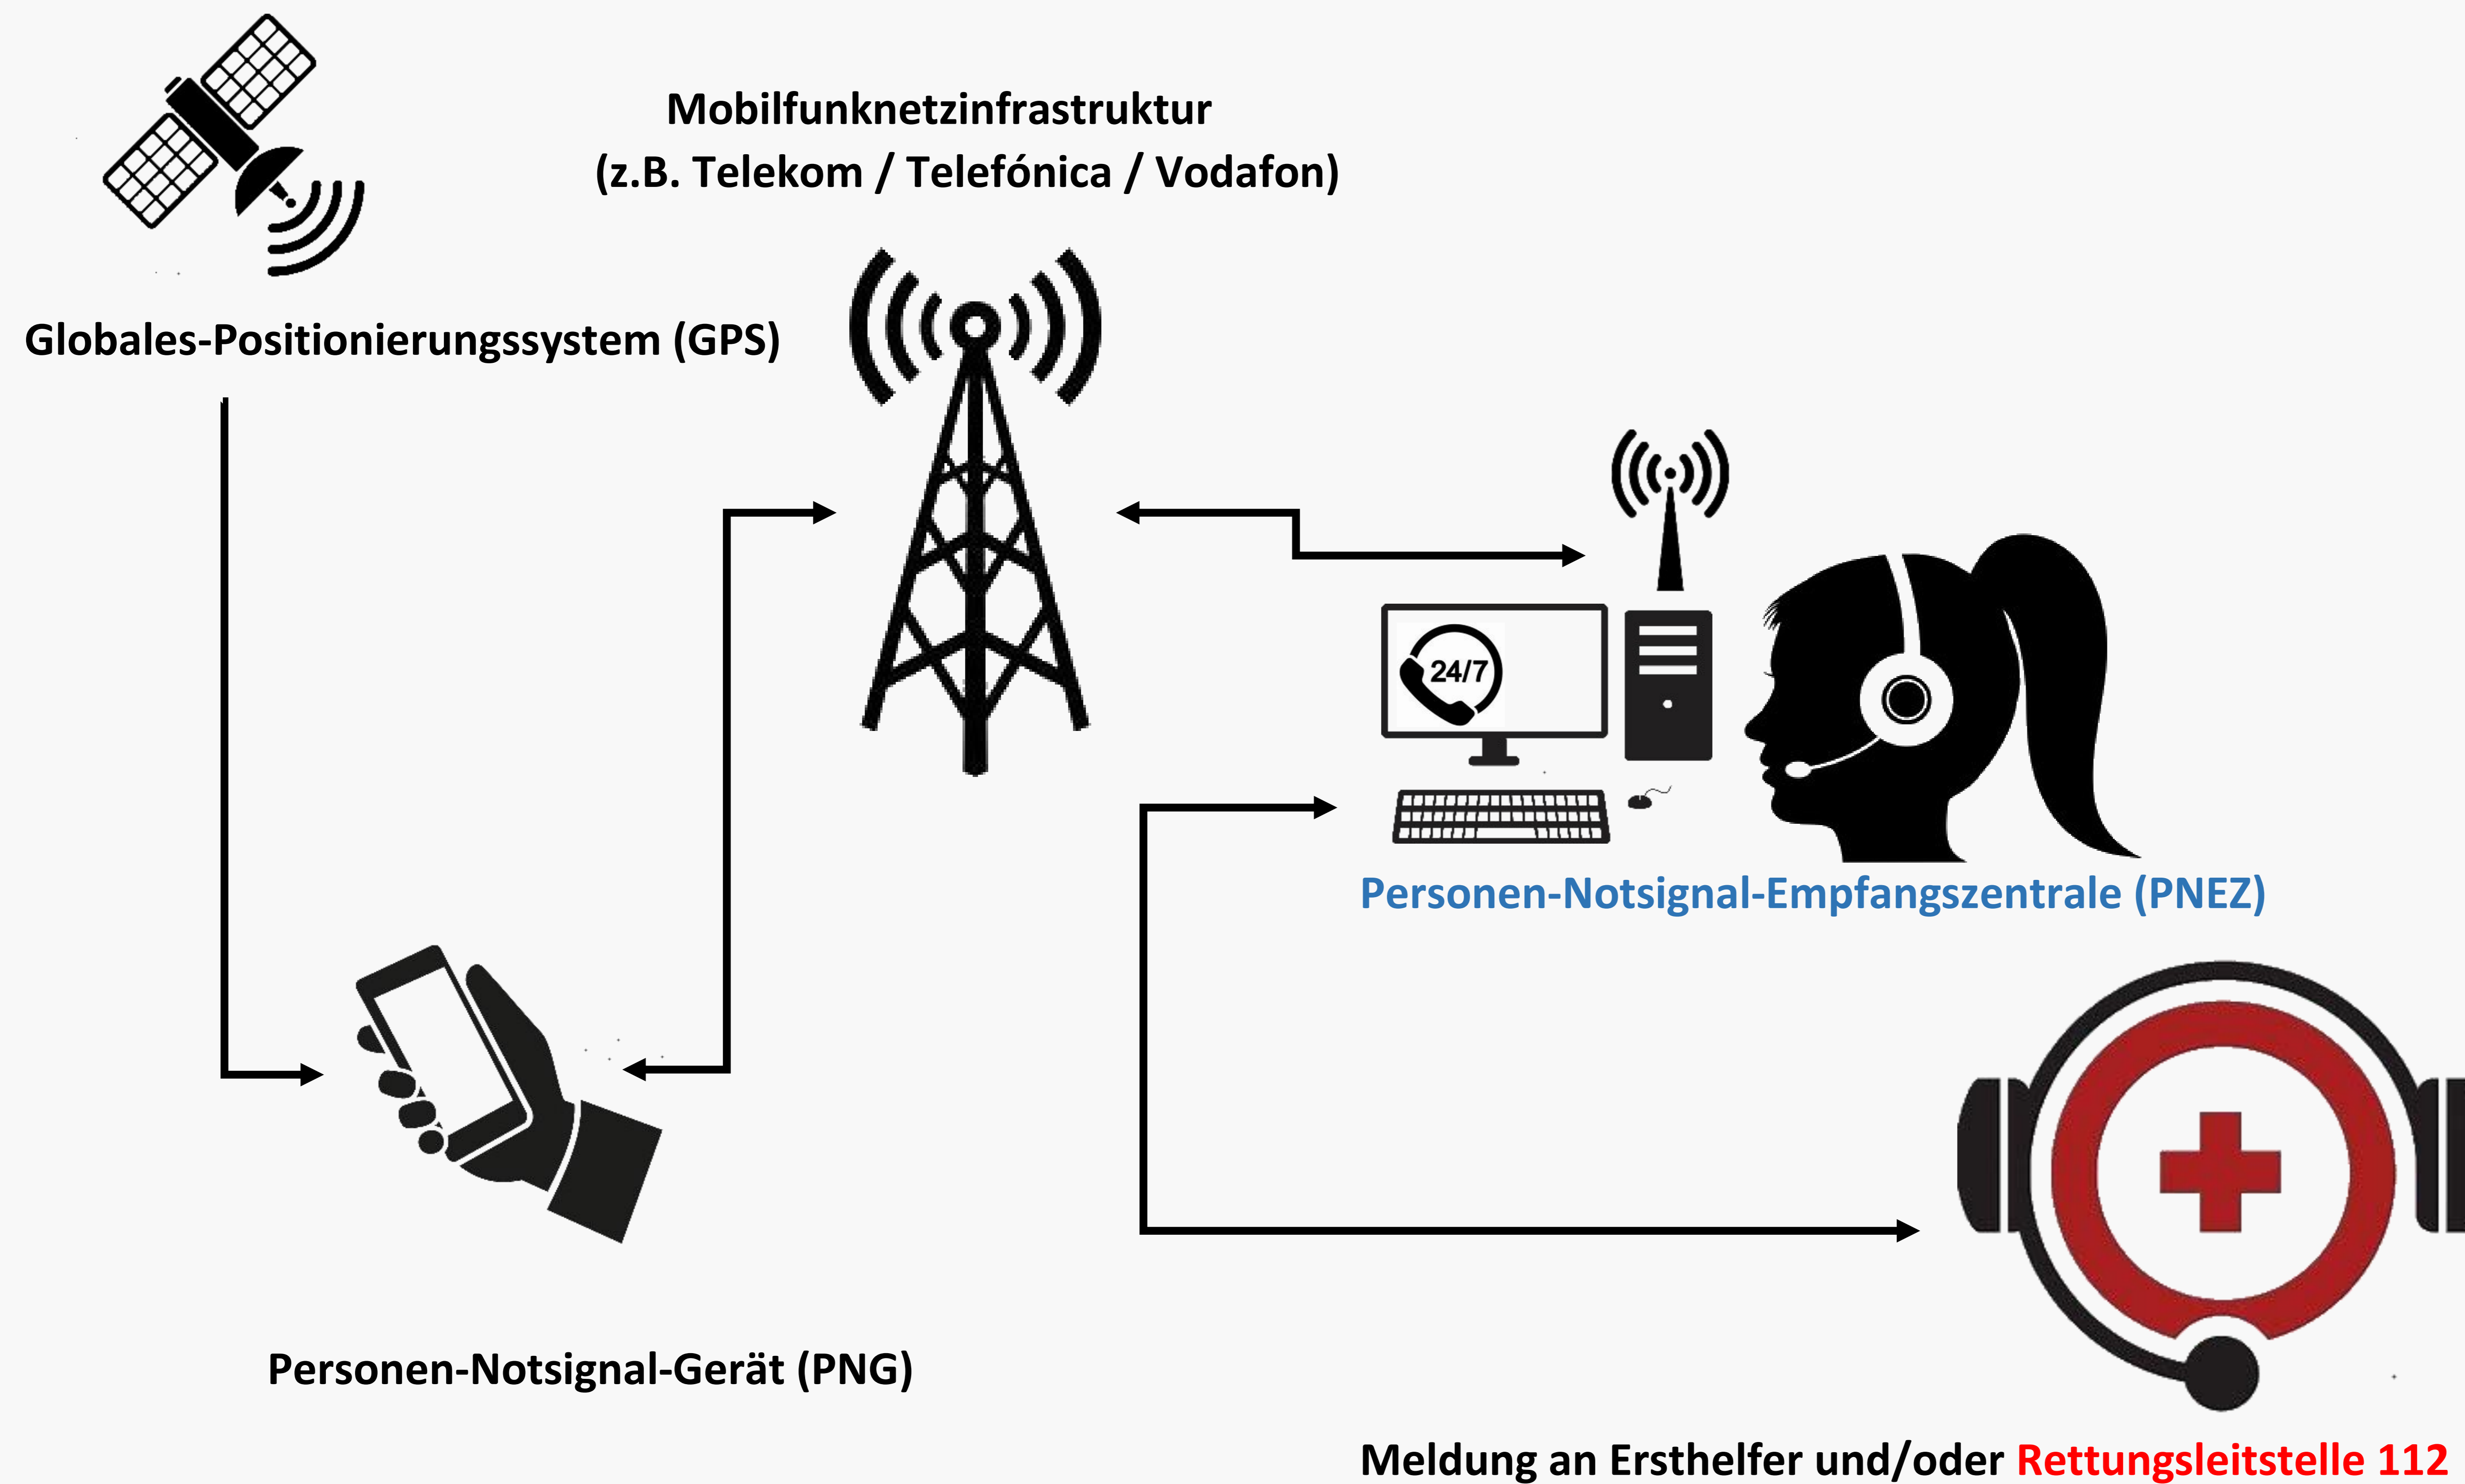 Mobilfunknetzinfrastruktur
(z.B. Telekom / Telefónica / Vodafon)
Globales-Positionierungssystem (GPS)
24/7
Personen-Notsignal-Empfangszentrale (PNEZ)
Personen-Notsignal-Gerät (PNG)
Meldung an Ersthelfer und/oder Rettungsleitstelle 112